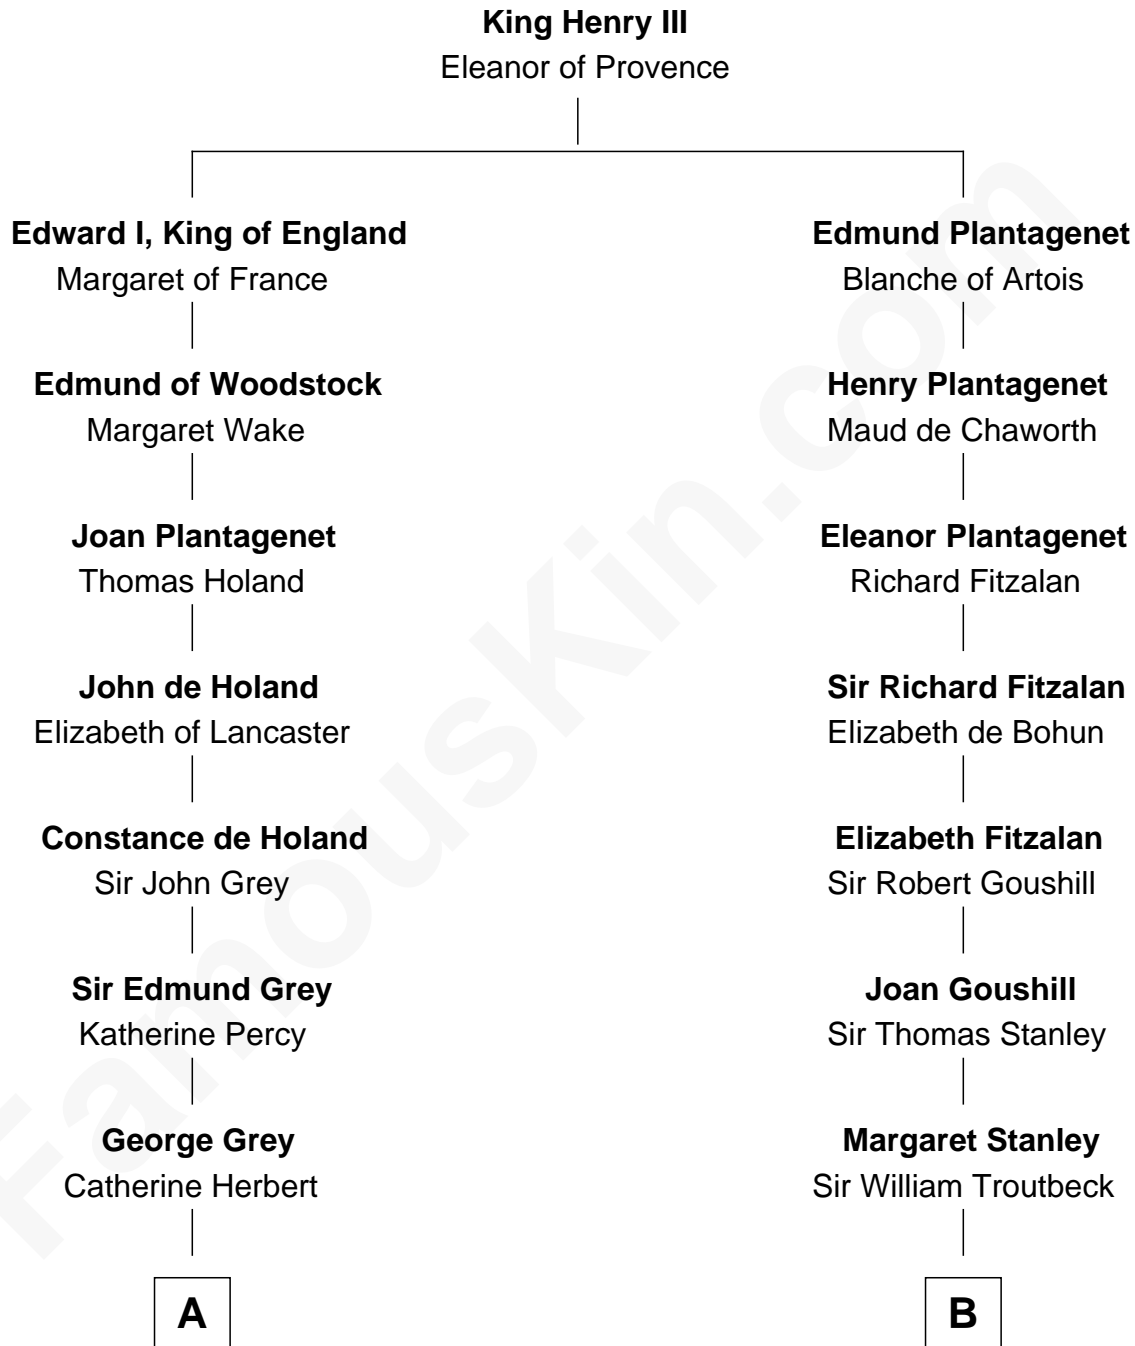 King Henry III
Eleanor of Provence
Edward I, King of England
Margaret of France
Edmund Plantagenet
Blanche of Artois
Edmund of Woodstock
Margaret Wake
Henry Plantagenet
Maud de Chaworth
Joan Plantagenet
Thomas Holand
Eleanor Plantagenet
Richard Fitzalan
John de Holand
Elizabeth of Lancaster
Sir Richard Fitzalan
Elizabeth de Bohun
Constance de Holand
Sir John Grey
Elizabeth Fitzalan
Sir Robert Goushill
Sir Edmund Grey
Katherine Percy
Joan Goushill
Sir Thomas Stanley
George Grey
Catherine Herbert
Margaret Stanley
Sir William Troutbeck
A
B
FamousKin.com